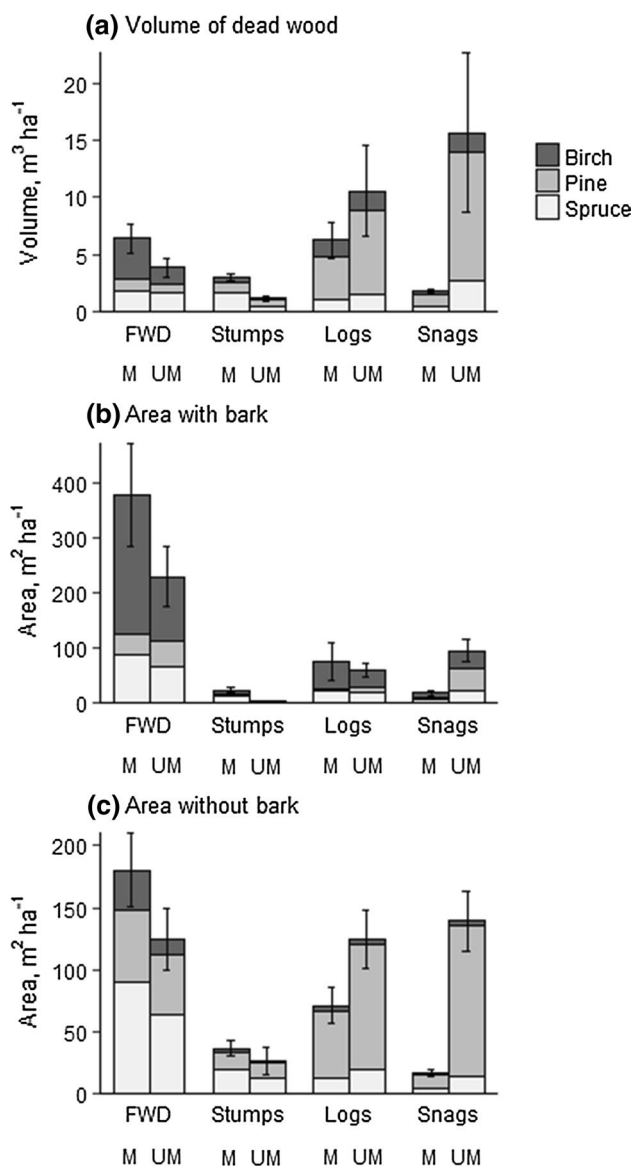 (a) Volume of dead wood
Volume, m³ ha⁻¹
20
15
10
5
0
Birch
Pine
Spruce
FWD Stumps Logs Snags
M UM M UM M UM M UM
(b) Area with bark
Area, m² ha⁻¹
400
300
200
100
0
FWD Stumps Logs Snags
M UM M UM M UM M UM
(c) Area without bark
Area, m² ha⁻¹
200
150
100
50
0
FWD Stumps Logs Snags
M UM M UM M UM M UM